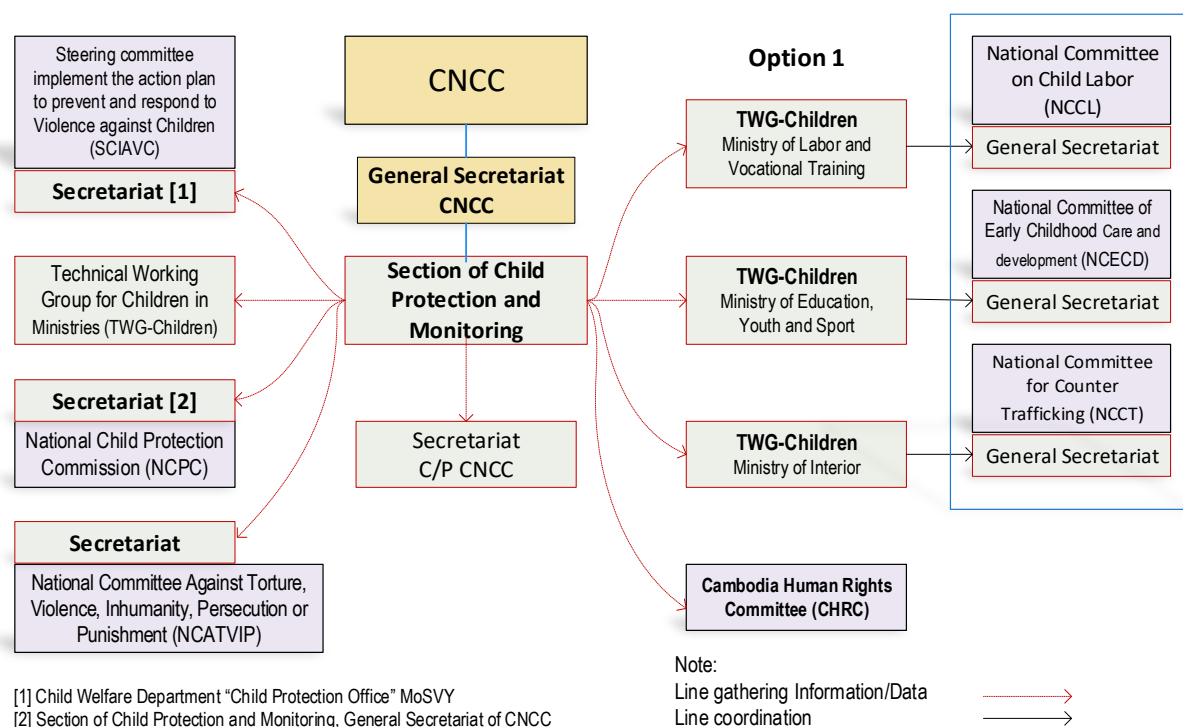 Steering committee
implement the action plan
to prevent and respond to
Violence against Children
(SCIAVC)
Secretariat [1]
Technical Working
Group for Children in
Ministries (TWG-Children)
Secretariat [2]
National Child Protection
Commission (NCPC)
Secretariat
National Committee Against Torture,
Violence, Inhumanity, Persecution or
Punishment (NCATVIP)
CNCC
General Secretariat
CNCC
Section of Child
Protection and
Monitoring
Secretariat
C/P CNCC
Option 1
TWG-Children
Ministry of Labor and
Vocational Training
TWG-Children
Ministry of Education,
Youth and Sport
TWG-Children
Ministry of Interior
Cambodia Human Rights
Committee (CHRC)
National Committee
on Child Labor
(NCCL)
General Secretariat
National Committee of
Early Childhood Care and
development (NCECD)
General Secretariat
National Committee
for Counter
Trafficking (NCCT)
General Secretariat
[1] Child Welfare Department “Child Protection Office” MoSVY
[2] Section of Child Protection and Monitoring, General Secretariat of CNCC
Note:
Line gathering Information/Data
Line coordination